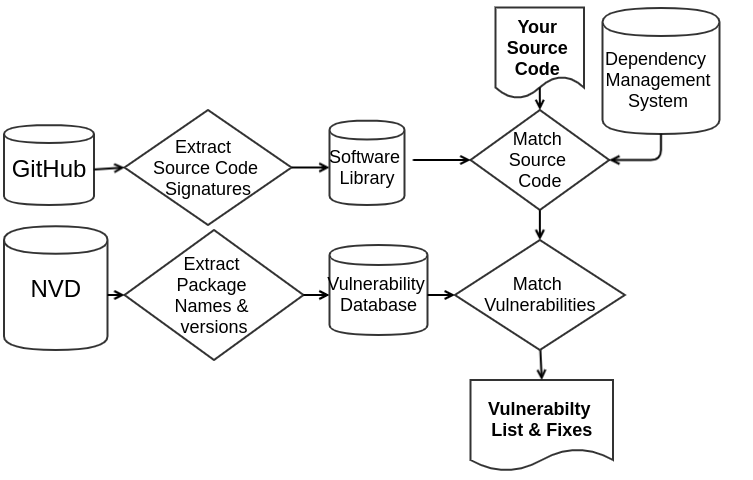 Your
Source
Code
Dependency
Management
System
GitHub
Extract
Source Code
Signatures
Software
Library
Match
Source
Code
NVD
Extract
Package
Names &
versions
Vulnerability
Database
Match
Vulnerabilities
Vulnerabilty
List & Fixes